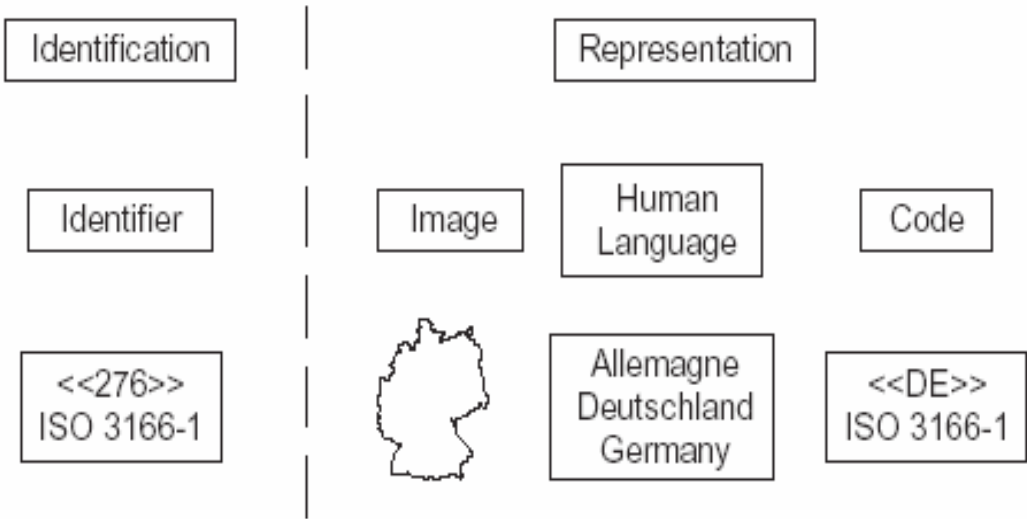 Identification
Representation
Identifier
Image
Human
Language
Code
<<276>>
ISO 3166-1
Allemagne
Deutschland
Germany
<<DE>>
ISO 3166-1